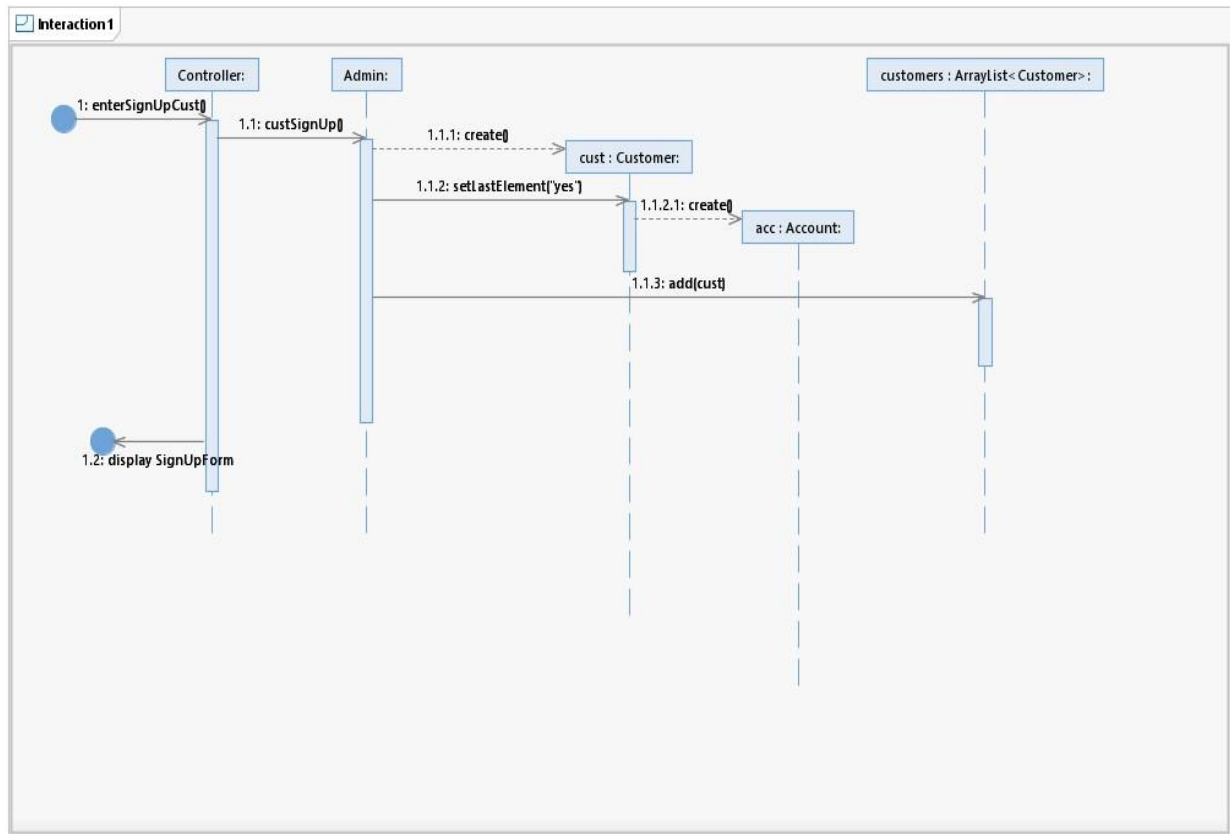 Interaction1
Controller:
Admin:
customers : ArrayList<Customer>:
1: enterSignUpCust()
1.1: custSignUp()
1.1.1: create()
cust : Customer:
1.1.2: setLastElement("yes")
1.1.2.1: create()
acc : Account:
1.1.3: add(cust)
1.2: display SignUpForm